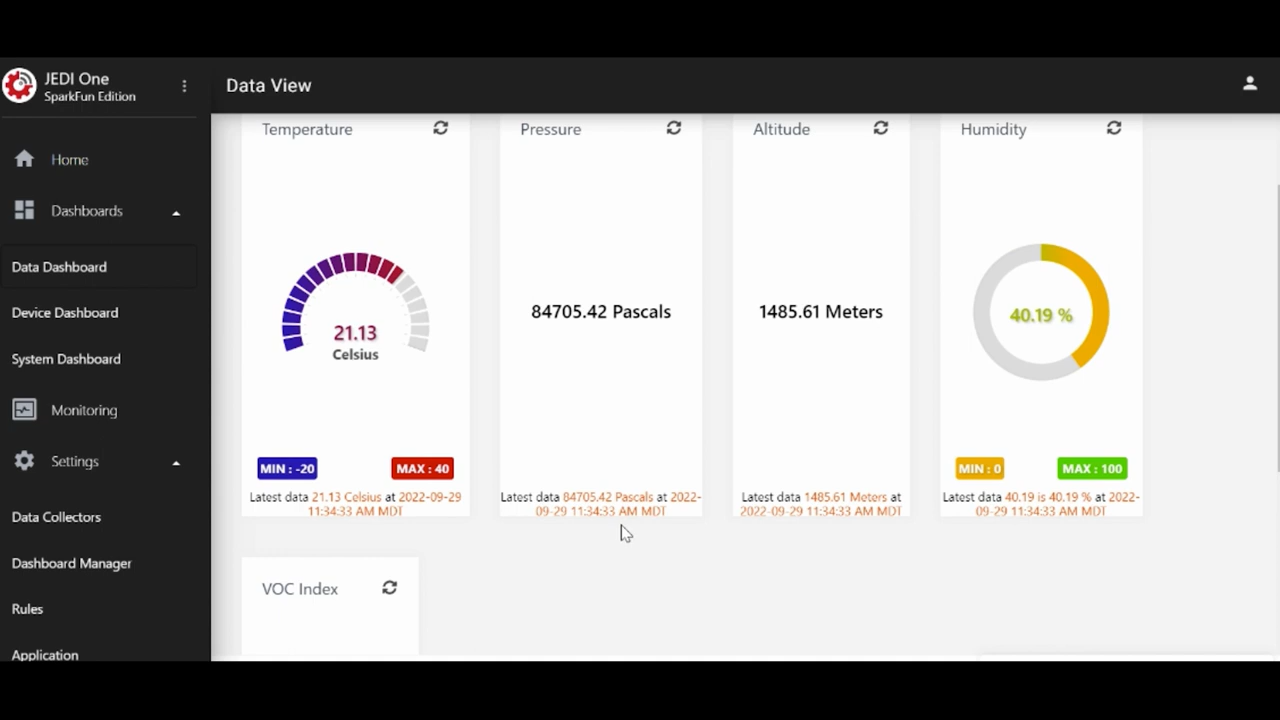 JEDI One
SparkFun Edition
Data View
Home
Dashboards
Data Dashboard
Device Dashboard
System Dashboard
Monitoring
Settings
Data Collectors
Dashboard Manager
Rules
Application
Temperature
21.13
Celsius
MIN : -20
MAX : 40
Latest data 21.13 Celsius at 2022-09-29
11:34:33 AM MDT
Pressure
84705.42 Pascals
Latest data 84705.42 Pascals at 2022-
09-29 11:34:33 AM MDT
Altitude
1485.61 Meters
Latest data 1485.61 Meters at
2022-09-29 11:34:33 AM MDT
Humidity
40.19 %
MIN : 0
MAX : 100
Latest data 40.19 is 40.19 % at 2022-
09-29 11:34:33 AM MDT
VOC Index